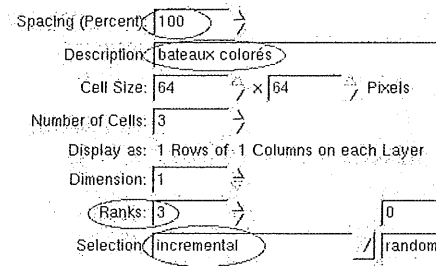 Spacing (Percent): 100
Description: bateaux colorés
Cell Size: 64 x 64 Pixels
Number of Cells: 3
Display as: 1 Rows of 1 Columns on each Layer
Dimension: 1
Ranks: 3 0
Selection: incremental random